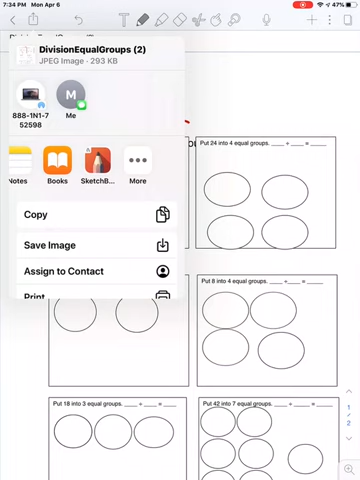 7:34 PM Mon Apr 6
47%
DivisionEqualGroups (2)
JPEG Image · 293 KB
M
888-1N1-7
52598
Me
Notes
Books
SketchB...
More
Copy
Save Image
Assign to Contact
Print
Put 24 into 4 equal groups. ____ ÷ ____ = ____
Put 8 into 4 equal groups. ____ ÷ ____ = ____
Put 18 into 3 equal groups. ____ ÷ ____ = ____
Put 42 into 7 equal groups. ____ ÷ ____ = ____
1
2